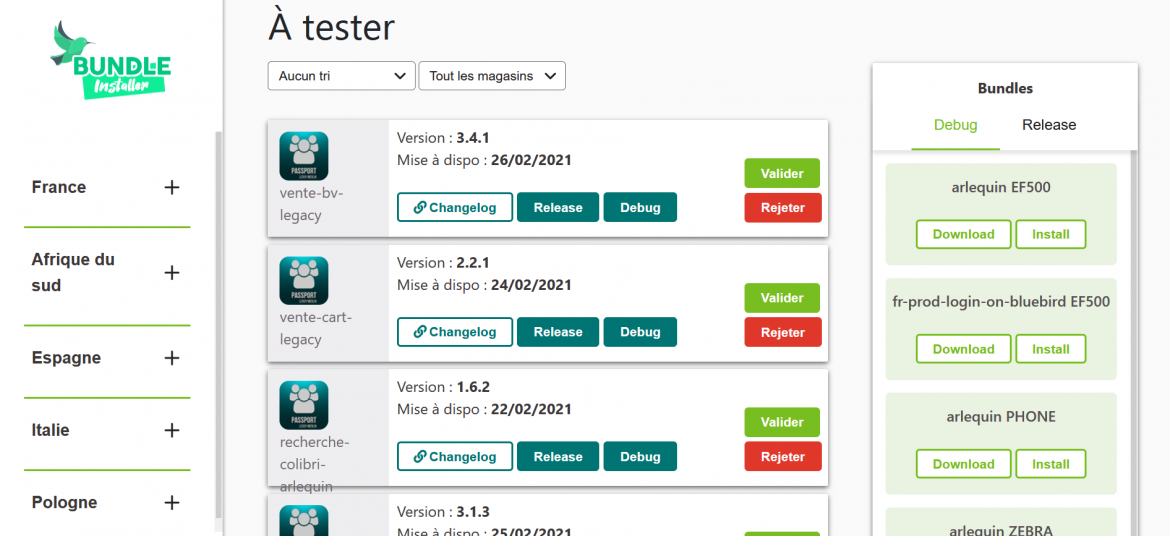 BUNDLE
Installer
France
Afrique du
sud
Espagne
Italie
Pologne
À tester
Aucun tri
Tout les magasins
PASSPORT
vente-bv-
legacy
Version : 3.4.1
Mise à dispo : 26/02/2021
Changelog
Release
Debug
Valider
Rejeter
PASSPORT
vente-cart-
legacy
Version : 2.2.1
Mise à dispo : 24/02/2021
Changelog
Release
Debug
Valider
Rejeter
PASSPORT
recherche-
colibri-
arlequin
Version : 1.6.2
Mise à dispo : 22/02/2021
Changelog
Release
Debug
Valider
Rejeter
Version : 3.1.3
Mise à dispo : 25/02/2021
Bundles
Debug
Release
arlequin EF500
Download
Install
fr-prod-login-on-bluebird EF500
Download
Install
arlequin PHONE
Download
Install
arlequin ZEBRA